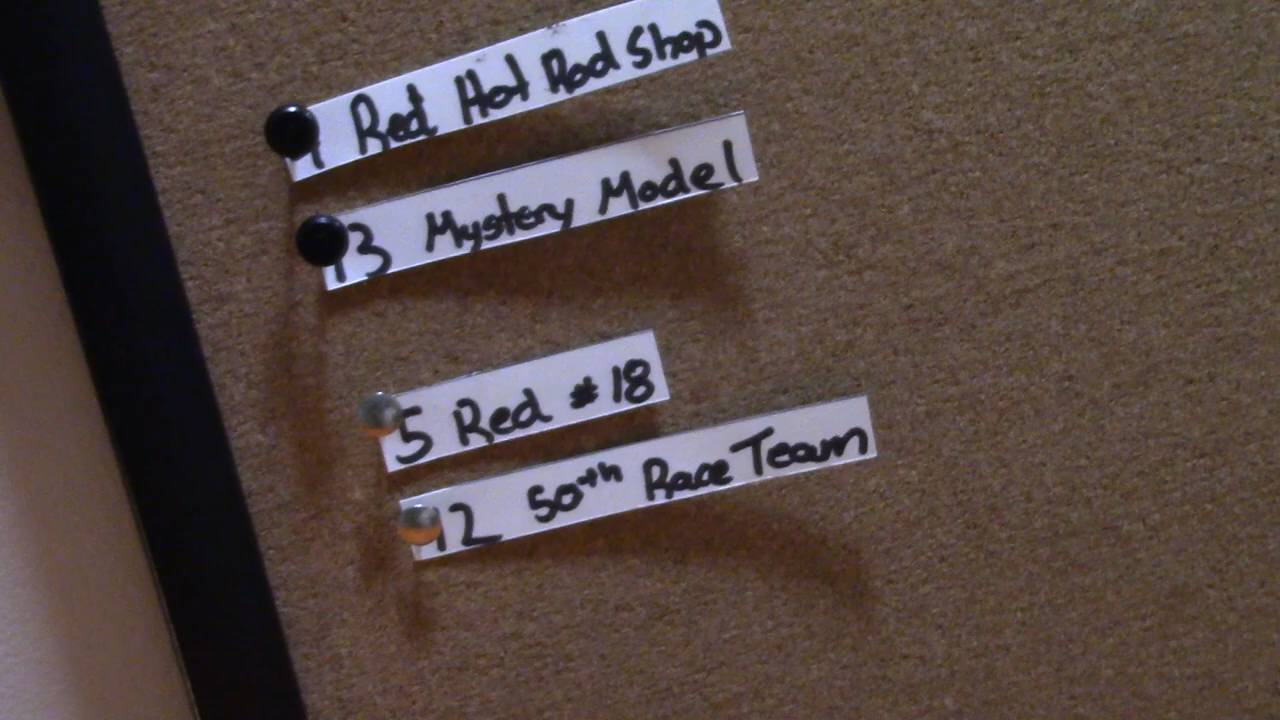 Red Hot Rod Shop
13 Mystery Model
5 Red #18
12 50th Race Team